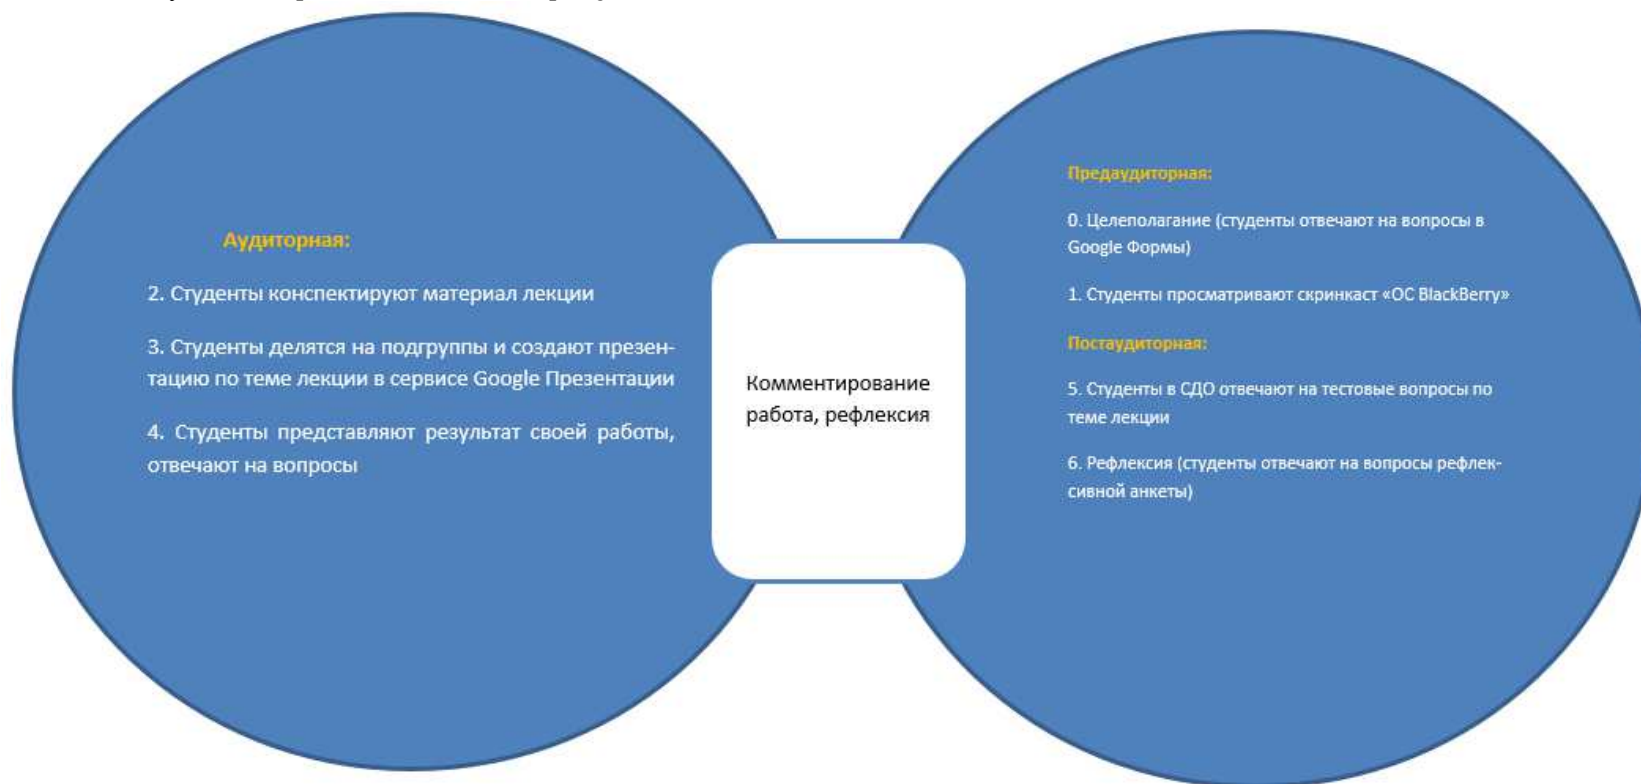 Аудиторная:
2. Студенты конспектируют материал лекции
3. Студенты делятся на подгруппы и создают презен-
тацию по теме лекции в сервисе Google Презентации
4. Студенты представляют результат своей работы,
отвечают на вопросы
Комментирование
работа, рефлексия
Предаудиторная:
0. Целеполагание (студенты отвечают на вопросы в
Google Формы)
1. Студенты просматривают скринкаст «ОС BlackBerry»
Постаудиторная:
5. Студенты в СДО отвечают на тестовые вопросы по
теме лекции
6. Рефлексия (студенты отвечают на вопросы рефлек-
сивной анкеты)